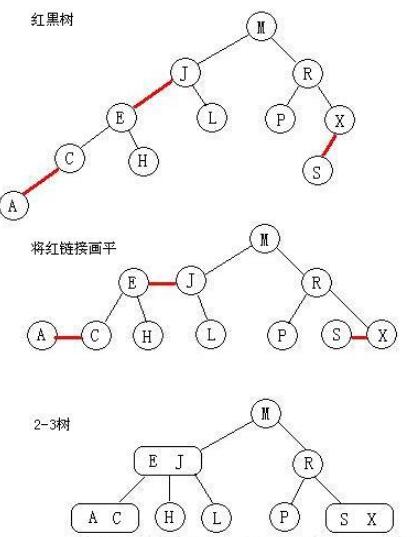 红黑树
M
J R
E L P X
C H S
A
将红链接画平
M
E J R
A C H L P S X
2-3树
M
E J R
A C H L P S X